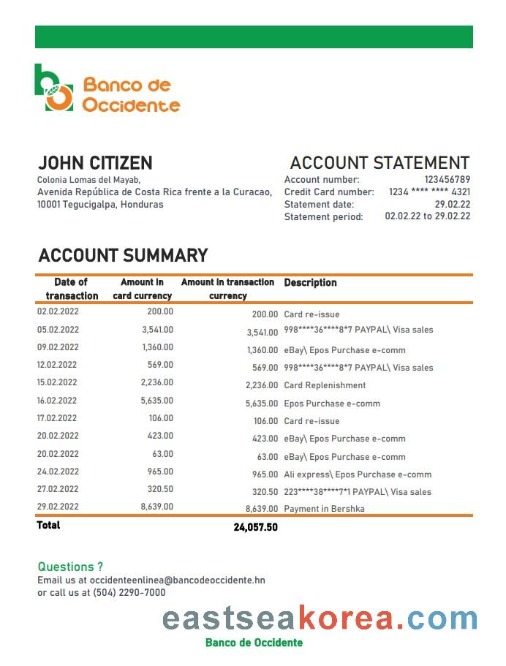 Banco de
Occidente
JOHN CITIZEN
Colonia Lomas del Mayab,
Avenida República de Costa Rica frente a la Curacao,
10001 Tegucigalpa, Honduras
ACCOUNT STATEMENT
Account number: 123456789
Credit Card number: 1234 **** **** 4321
Statement date: 29.02.22
Statement period: 02.02.22 to 29.02.22
ACCOUNT SUMMARY
Date of transaction Amount in card currency Amount in transaction currency Description
02.02.2022 200.00 200.00 Card re-issue
05.02.2022 3,541.00 3,541.00 998****36****8*7 PAYPAL\ Visa sales
09.02.2022 1,360.00 1,360.00 eBay\ Epos Purchase e-comm
12.02.2022 569.00 569.00 998****36****8*7 PAYPAL\ Visa sales
15.02.2022 2,236.00 2,236.00 Card Replenishment
16.02.2022 5,635.00 5,635.00 Epos Purchase e-comm
17.02.2022 106.00 106.00 Card re-issue
20.02.2022 423.00 423.00 eBay\ Epos Purchase e-comm
20.02.2022 63.00 63.00 eBay\ Epos Purchase e-comm
24.02.2022 965.00 965.00 Ali express\ Epos Purchase e-comm
27.02.2022 320.50 320.50 223****38****7*1 PAYPAL\ Visa sales
29.02.2022 8,639.00 8,639.00 Payment in Bershka
Total 24,057.50
Questions ?
Email us at occidenteenlinea@bancodeoccidente.hn
or call us at (504) 2290-7000
eastseakorea.com
Banco de Occidente